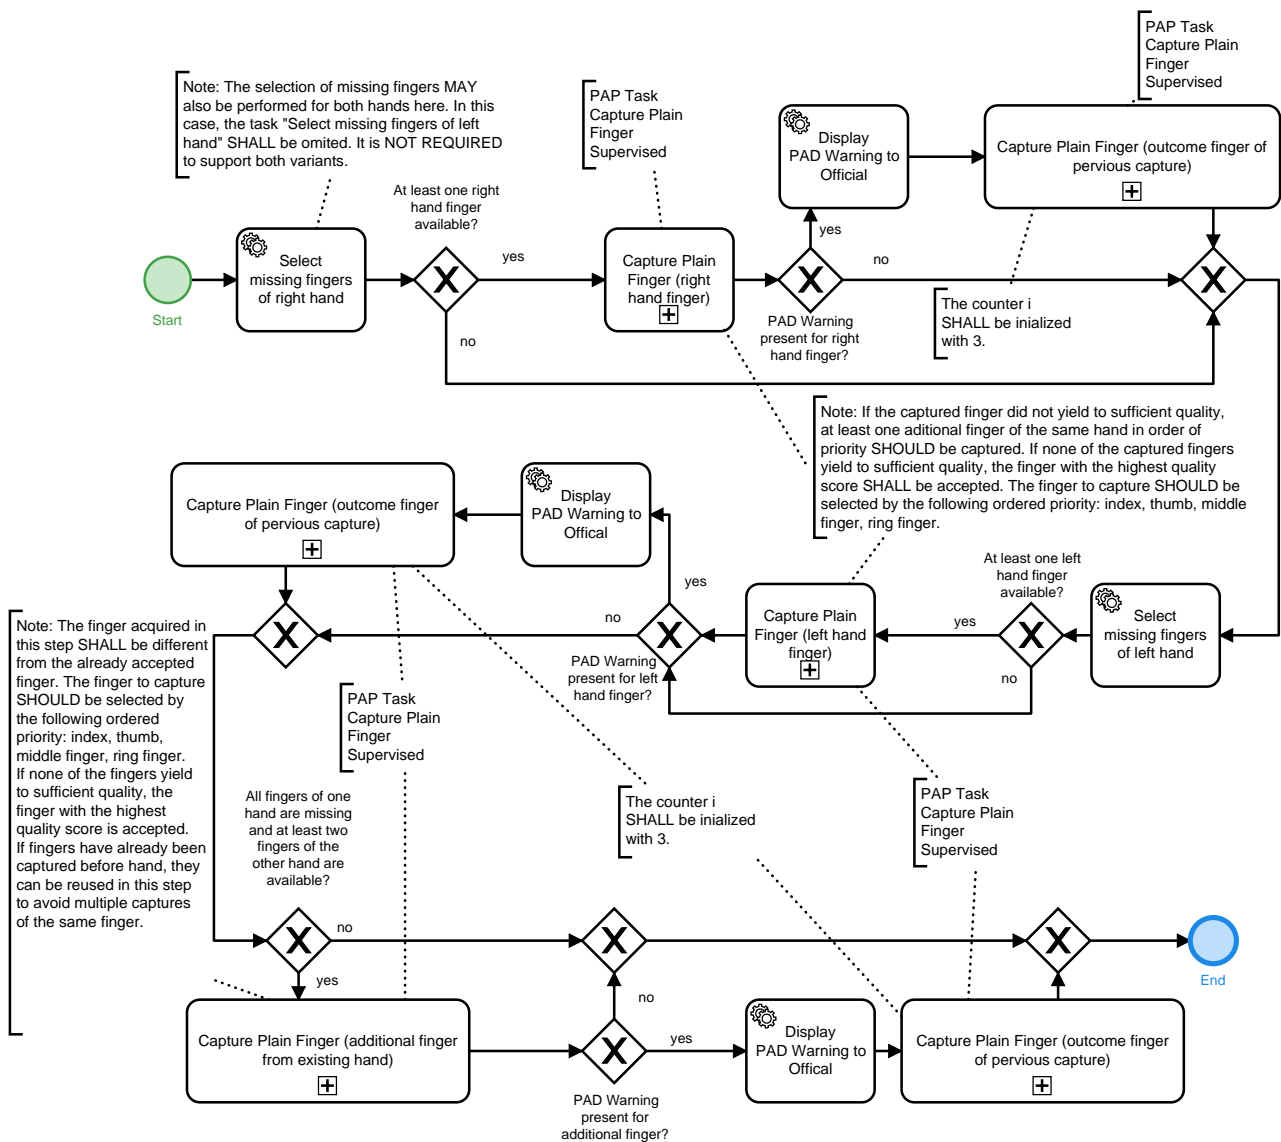 PAP Task
Capture Plain
Finger
Supervised
Note: The selection of missing fingers MAY
also be performed for both hands here. In this
case, the task "Select missing fingers of left
hand" SHALL be omited. It is NOT REQUIRED
to support both variants.
PAP Task
Capture Plain
Finger
Supervised
Display
PAD Warning to
Official
Capture Plain Finger (outcome finger of
pervious capture)
At least one right
hand finger
available?
yes
Select
missing fingers
of right hand
yes
Capture Plain
Finger (right
hand finger)
no
Start
no
PAD Warning
present for right
hand finger?
The counter i
SHALL be inialized
with 3.
Note: If the captured finger did not yield to sufficient quality,
at least one aditional finger of the same hand in order of
priority SHOULD be captured. If none of the captured fingers
yield to sufficient quality, the finger with the highest quality
score SHALL be accepted. The finger to capture SHOULD be
selected by the following ordered priority: index, thumb, middle
finger, ring finger.
Capture Plain Finger (outcome finger
of pervious capture)
Display
PAD Warning to
Offical
At least one left
hand finger
available?
yes
Capture Plain
Finger (left hand
finger)
yes
Select
missing fingers
of left hand
no
no
PAD Warning
present for left
hand finger?
Note: The finger acquired in
this step SHALL be different
from the already accepted
finger. The finger to capture
SHOULD be selected by
the following ordered
priority: index, thumb,
middle finger, ring finger.
If none of the fingers yield
to sufficient quality, the
finger with the highest
quality score is accepted.
If fingers have already been
captured before hand, they
can be reused in this step
to avoid multiple captures
of the same finger.
PAP Task
Capture Plain
Finger
Supervised
All fingers of one
hand are missing
and at least two
fingers of the
other hand are
available?
The counter i
SHALL be inialized
with 3.
PAP Task
Capture Plain
Finger
Supervised
no
yes
End
no
Capture Plain Finger (additional finger
from existing hand)
yes
Display
PAD Warning to
Offical
Capture Plain Finger (outcome finger
of pervious capture)
PAD Warning
present for
additional finger?